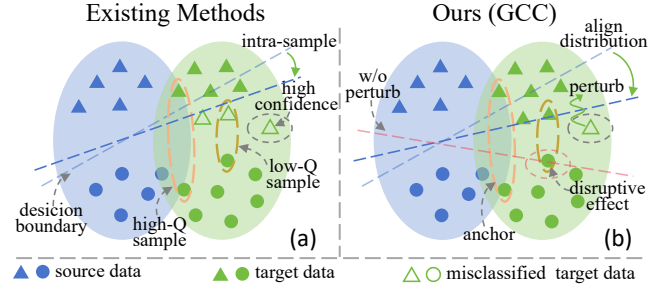 Existing Methods
Ours (GCC)
intra-sample
high
confidence
low-Q
sample
desicion
boundary
high-Q
sample
(a)
align
distribution
w/o
perturb
perturb
disruptive
effect
anchor
(b)
source data
target data
misclassified target data